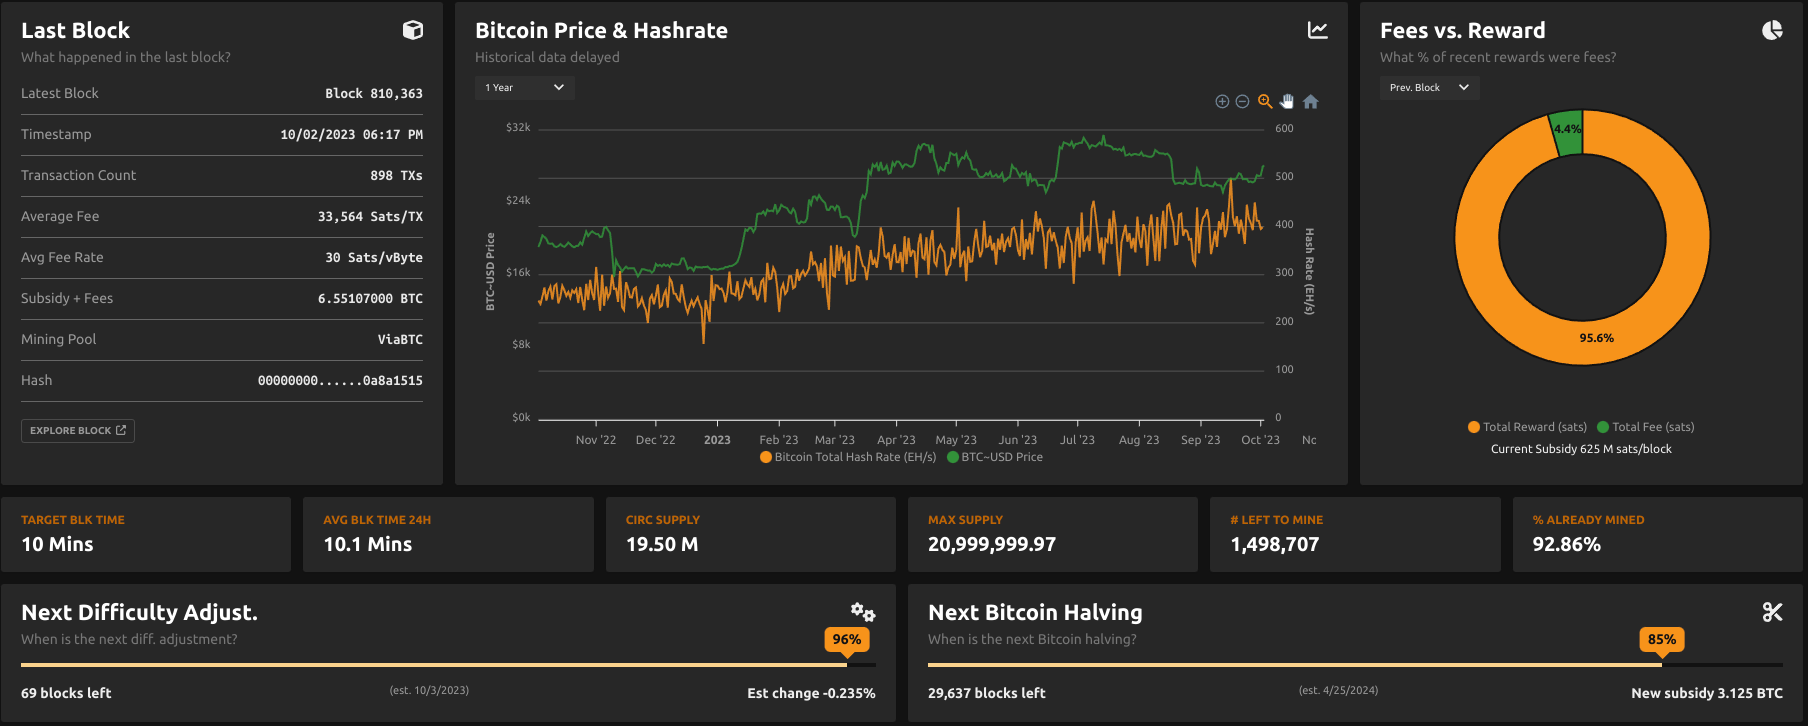 Last Block
What happened in the last block?
Latest Block Block 810,363
Timestamp 10/02/2023 06:17 PM
Transaction Count 898 TXs
Average Fee 33,564 Sats/TX
Avg Fee Rate 30 Sats/vByte
Subsidy + Fees 6.55107000 BTC
Mining Pool ViaBTC
Hash 00000000......0a8a1515
EXPLORE BLOCK
Bitcoin Price & Hashrate
Historical data delayed
1 Year
$32k
$24k
$16k
$8k
$0k
BTC~USD Price
600
500
400
300
200
100
0
Hash Rate (EH/s)
Nov '22 Dec '22 2023 Feb '23 Mar '23 Apr '23 May '23 Jun '23 Jul '23 Aug '23 Sep '23 Oct '23 Nc
Bitcoin Total Hash Rate (EH/s) BTC~USD Price
Fees vs. Reward
What % of recent rewards were fees?
Prev. Block
4.4%
95.6%
Total Reward (sats) Total Fee (sats)
Current Subsidy 625 M sats/block
TARGET BLK TIME
10 Mins
AVG BLK TIME 24H
10.1 Mins
CIRC SUPPLY
19.50 M
MAX SUPPLY
20,999,999.97
# LEFT TO MINE
1,498,707
% ALREADY MINED
92.86%
Next Difficulty Adjust.
When is the next diff. adjustment?
96%
69 blocks left (est. 10/3/2023) Est change -0.235%
Next Bitcoin Halving
When is the next Bitcoin halving?
85%
29,637 blocks left (est. 4/25/2024) New subsidy 3.125 BTC